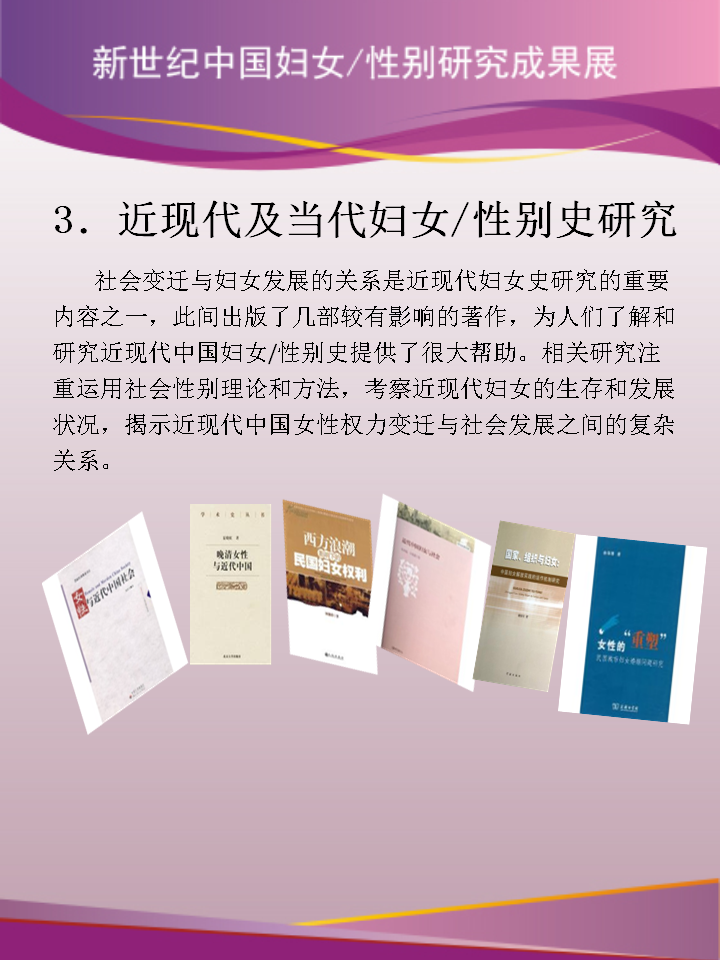 新世纪中国妇女/性别研究成果展
3．近现代及当代妇女/性别史研究
社会变迁与妇女发展的关系是近现代妇女史研究的重要
内容之一，此间出版了几部较有影响的著作，为人们了解和
研究近现代中国妇女/性别史提供了很大帮助。相关研究注
重运用社会性别理论和方法，考察近现代妇女的生存和发展
状况，揭示近现代中国女性权力变迁与社会发展之间的复杂
关系。
女性
与近代中国社会
学术史丛书
晚清女性
与近代中国
西方浪潮
民国妇女权利
国家、组织与妇女：
女性的“重塑”
商务印书馆